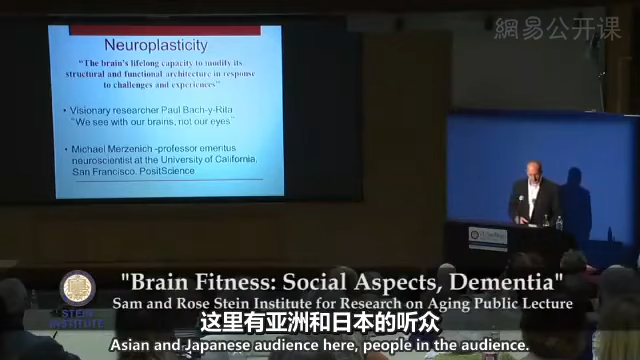 網易公开课
Neuroplasticity
“The brain’s lifelong capacity to modify its
structural and functional architecture in response
to challenges and experiences”
• Visionary researcher Paul Bach-y-Rita
“We see with our brains, not our eyes”
• Michael Merzenich -professor emeritus
neuroscientist at the University of California,
San Francisco. PositScience
"Brain Fitness: Social Aspects, Dementia"
Sam and Rose Stein Institute for Research on Aging Public Lecture
STEIN
INSTITUTE
这里有亚洲和日本的听众
Asian and Japanese audience here, people in the audience.